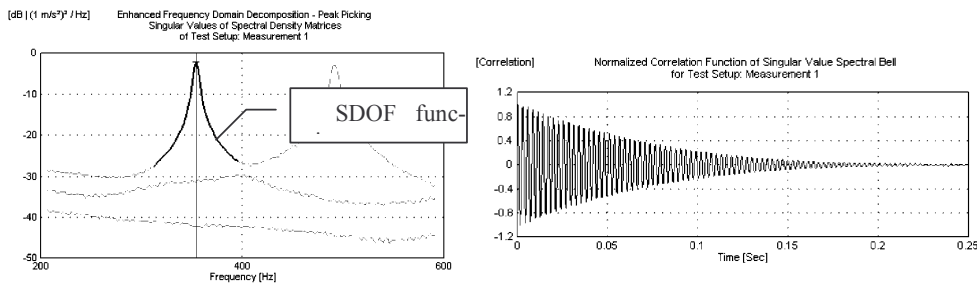 [dB | (1 m/s²)² / Hz]
Enhanced Frequency Domain Decomposition - Peak Picking
Singular Values of Spectral Density Matrices
of Test Setup: Measurement 1
0
-10
-20
-30
-40
-50
SDOF func-
.
200
400
600
Frequency [Hz]
[Correlation]
Normalized Correlation Function of Singular Value Spectral Bell
for Test Setup: Measurement 1
1.2
0.8
0.4
0
-0.4
-0.8
-1.2
0
0.05
0.1
0.15
0.2
0.25
Time [Sec]